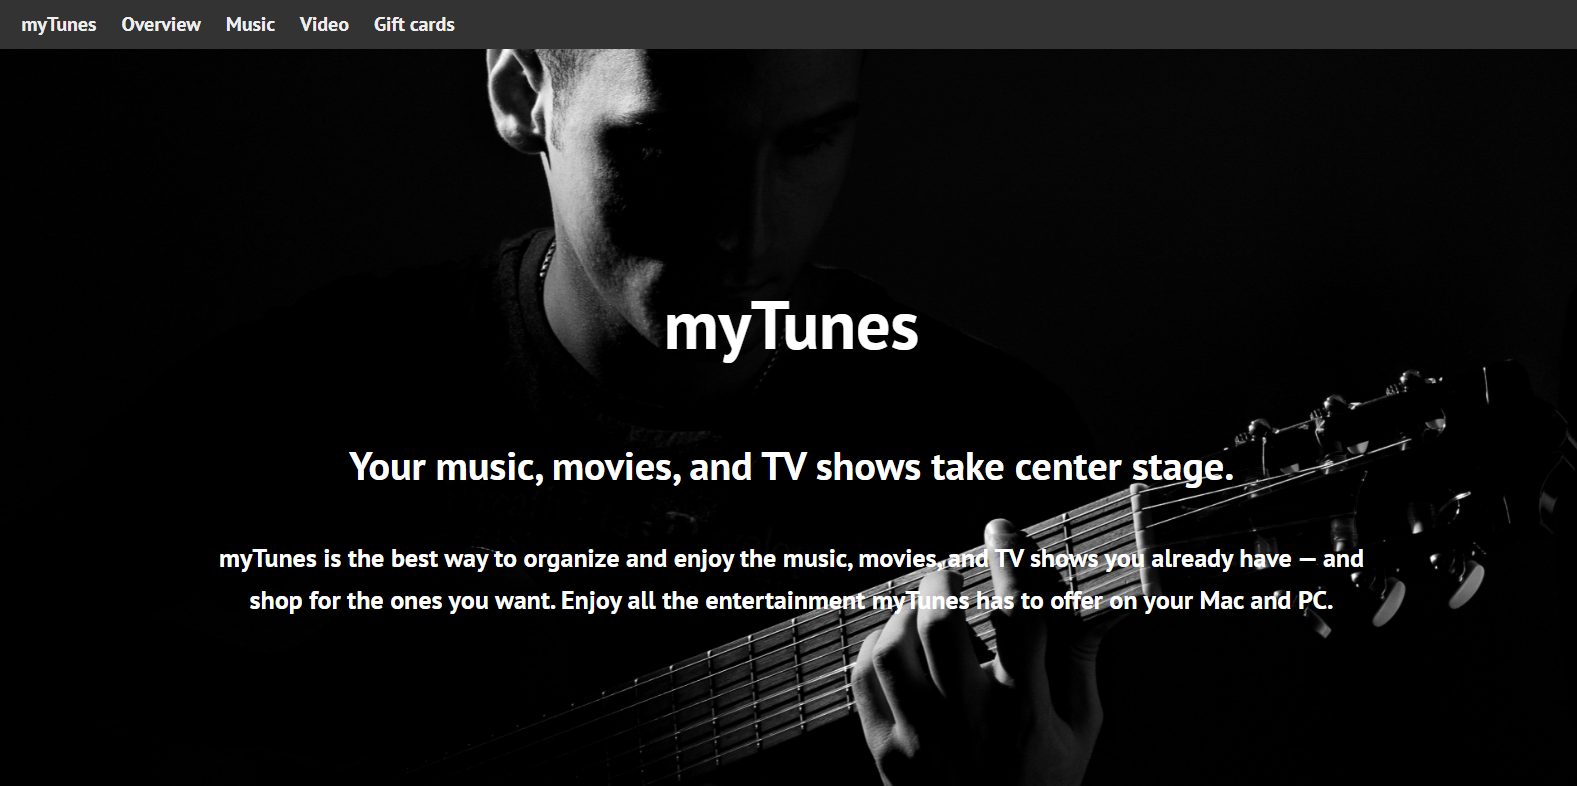 myTunes Overview Music Video Gift cards
myTunes
Your music, movies, and TV shows take center stage.
myTunes is the best way to organize and enjoy the music, movies, and TV shows you already have — and
shop for the ones you want. Enjoy all the entertainment myTunes has to offer on your Mac and PC.